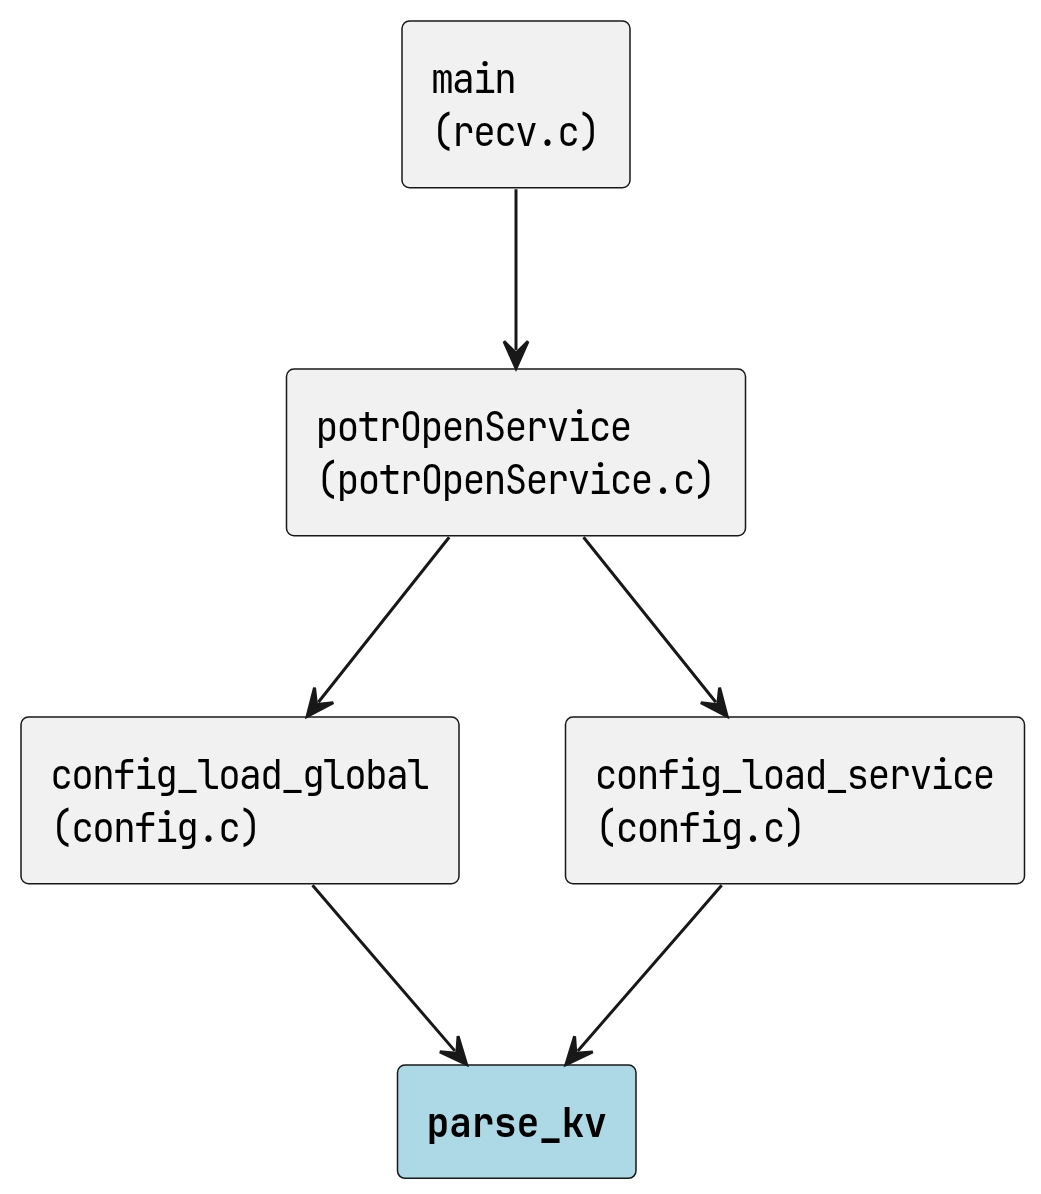 main
(recv.c)
potrOpenService
(potrOpenService.c)
config_load_global
(config.c)
config_load_service
(config.c)
parse_kv